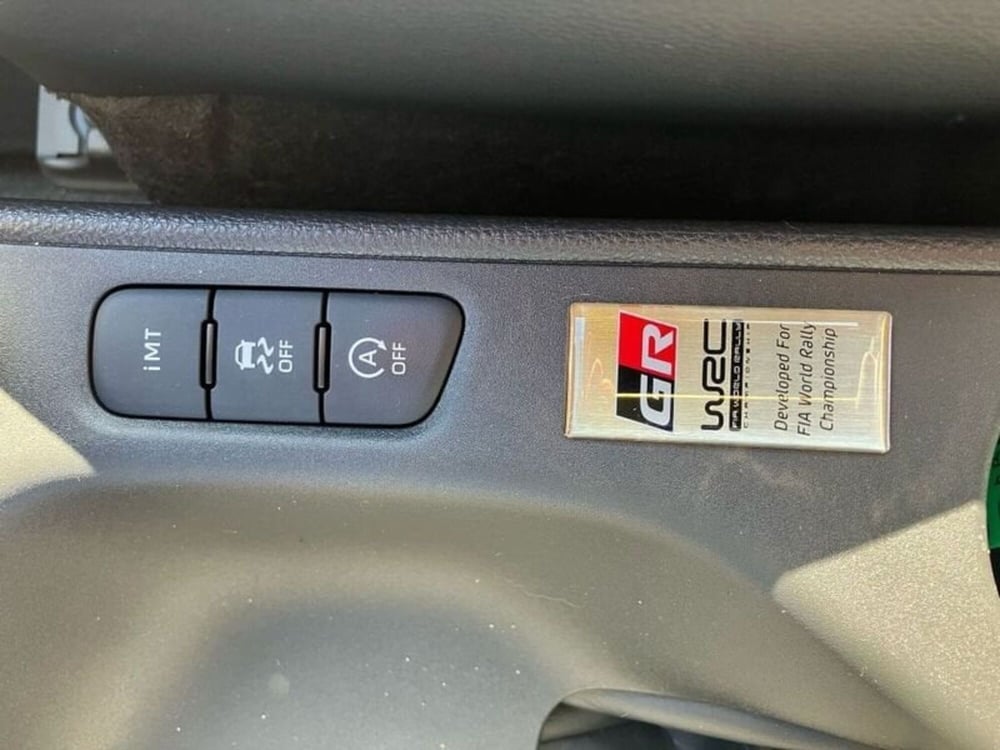 iMT
OFF
A
OFF
GR
WRC
FIA WORLD RALLY
CHAMPIONSHIP
Developed For
FIA World Rally
Championship